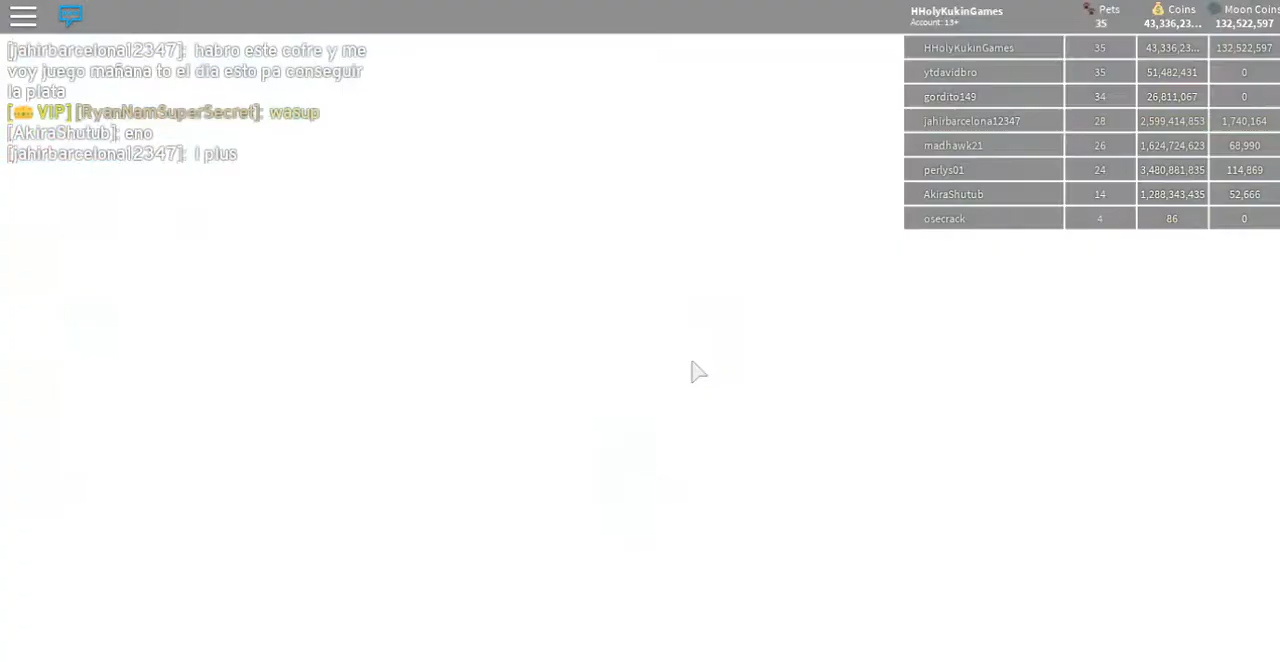 HHolyKukinGames
Account: 13+
Pets
35
Coins
43,336,23...
Moon Coins
132,522,597
[jahirbarcelona12347]: habro este cofre y me
voy juego mañana to el dia esto pa conseguir
la plata
[VIP] [RyanNamSuperSecret]: wasup
[AkiraShutub]: eno
[jahirbarcelona12347]: I plus
HHolyKukinGames 35 43,336,23... 132,522,597
ytdavidbro 35 51,482,431 0
gordito149 34 26,811,067 0
jahirbarcelona12347 28 2,599,414,853 1,740,164
madhawk21 26 1,624,724,623 68,990
perlys01 24 3,480,881,835 114,869
AkiraShutub 14 1,288,343,435 52,666
osecrack 4 86 0